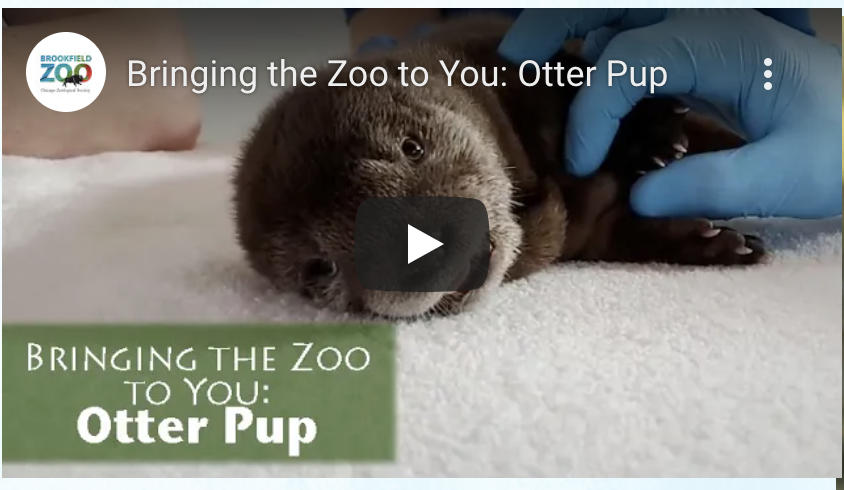 BROOKFIELD
ZOO
Chicago Zoological Society
Bringing the Zoo to You: Otter Pup
BRINGING THE ZOO
TO YOU:
Otter Pup